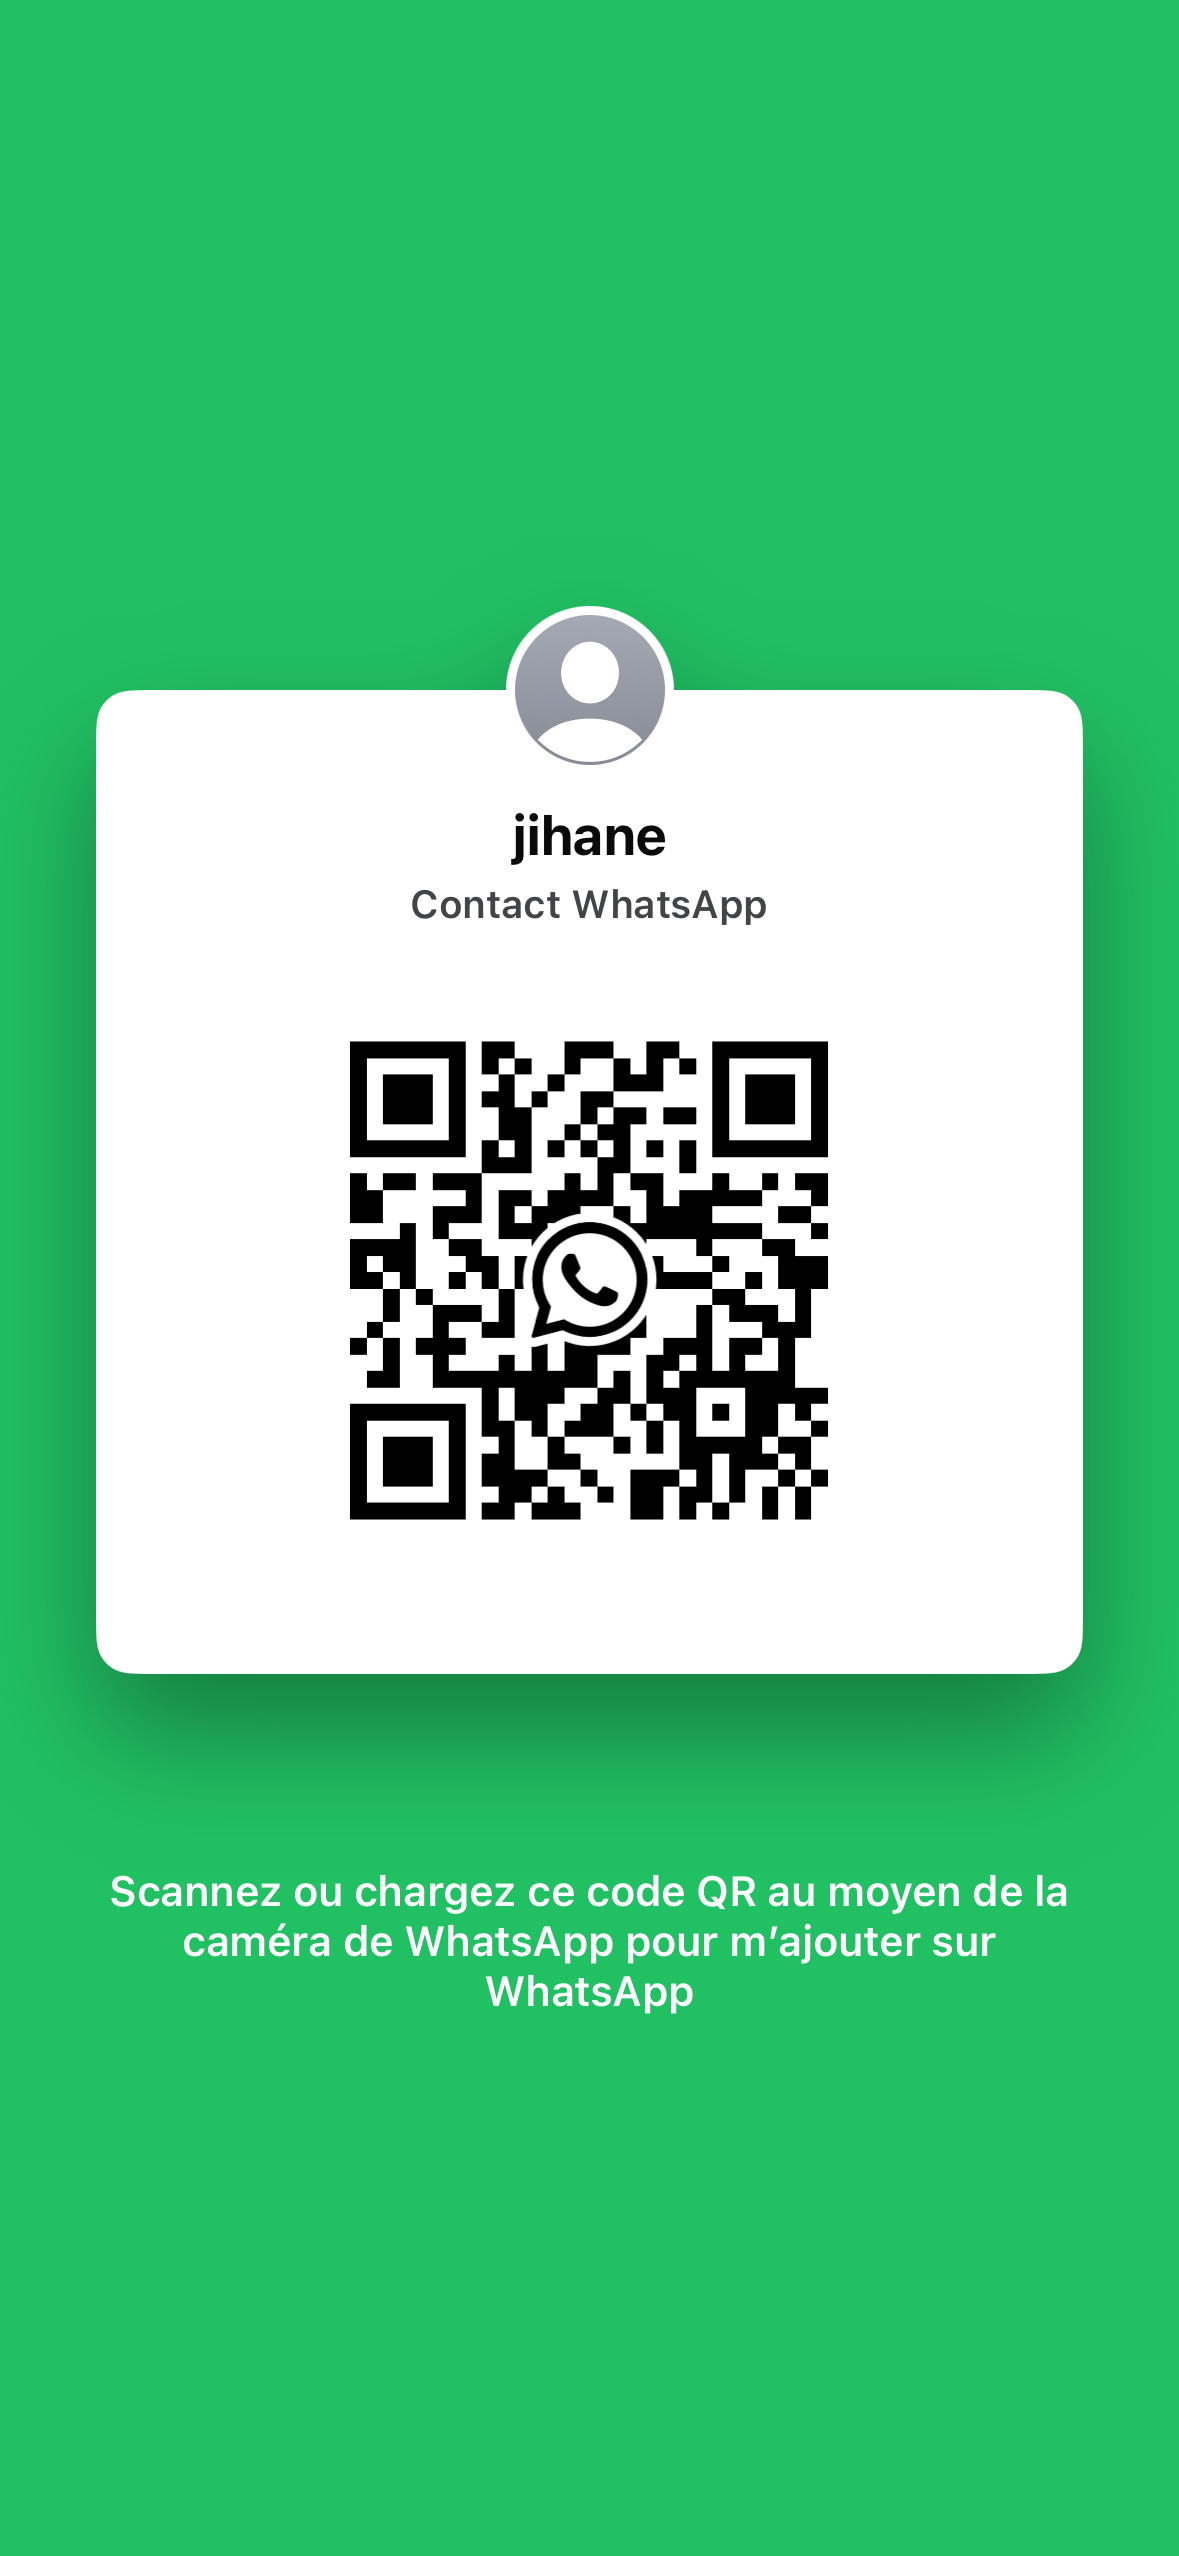 jihane
Contact WhatsApp
Scannez ou chargez ce code QR au moyen de la
caméra de WhatsApp pour m’ajouter sur
WhatsApp